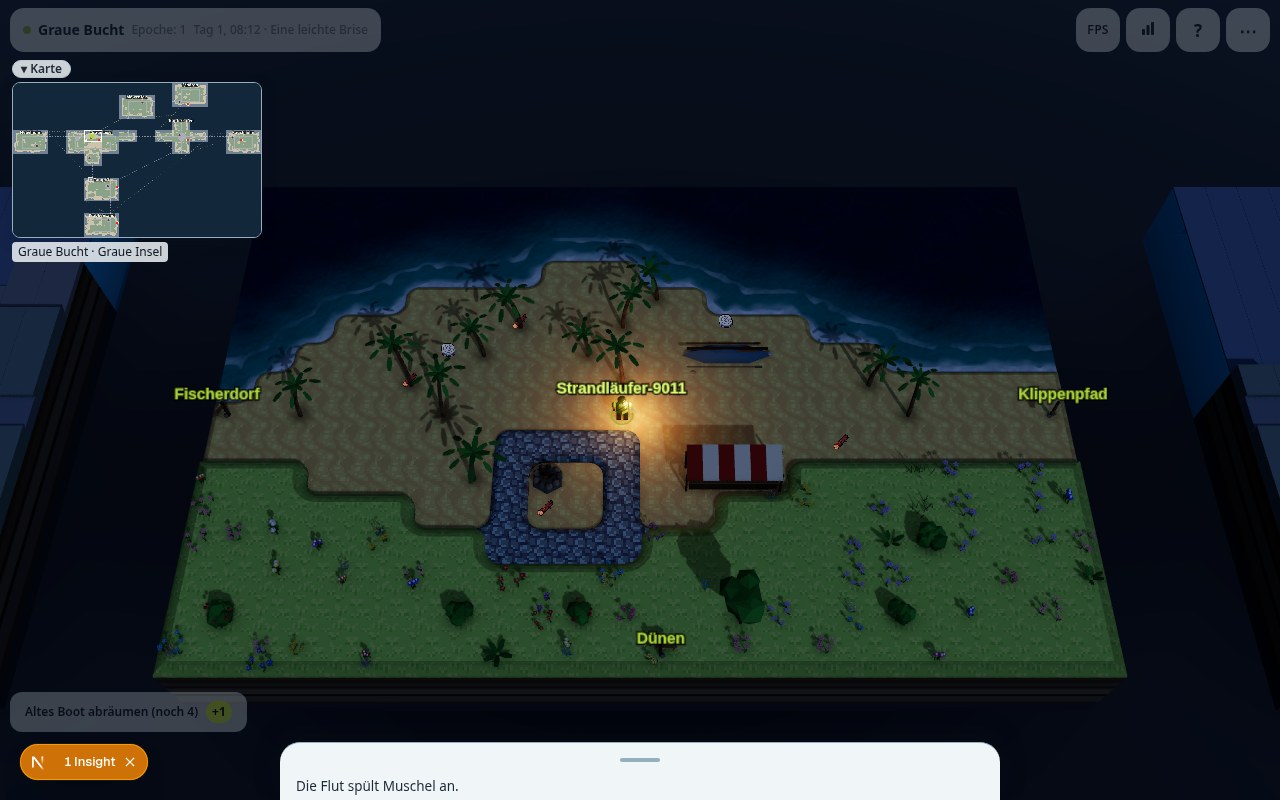 Graue Bucht Epoche: 1 Tag 1, 08:12 · Eine leichte Brise
FPS
?
...
▾ Karte
Graue Bucht · Graue Insel
Strandläufer-9011
Fischerdorf
Klippenpfad
Dünen
Altes Boot abräumen (noch 4) +1
N 1 Insight ×
Die Flut spült Muschel an.